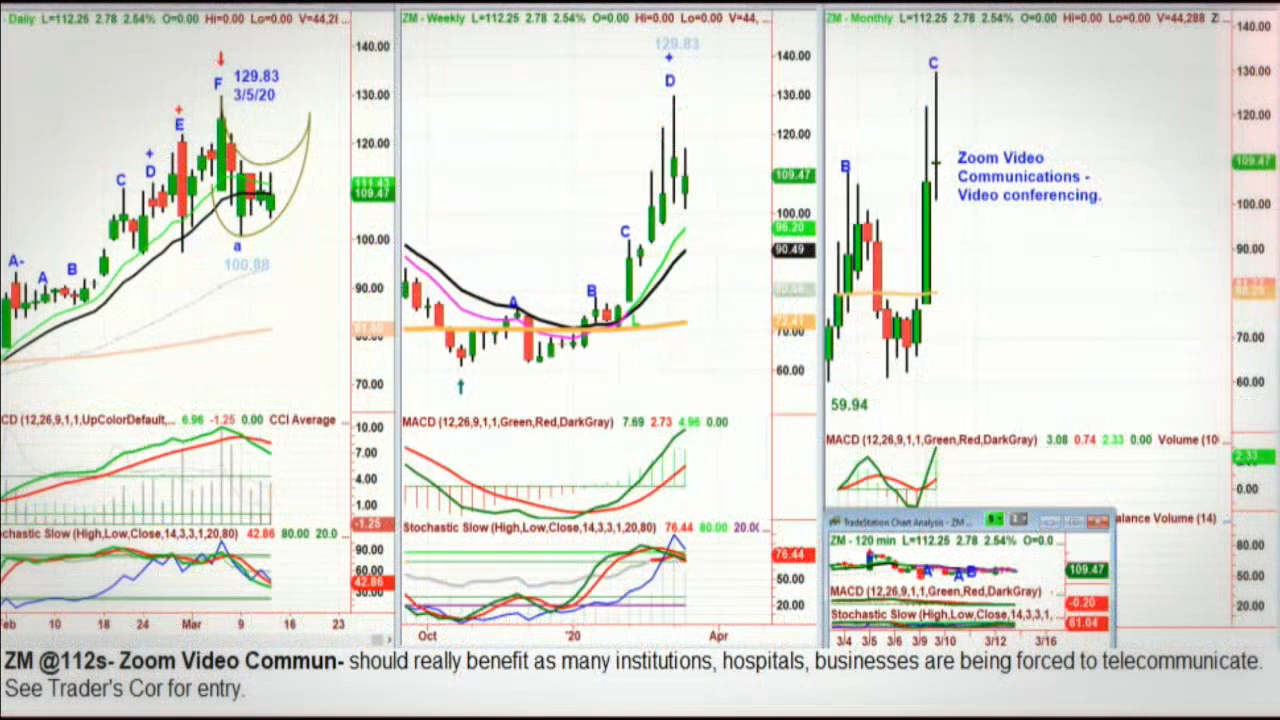 - Daily L=112.25 2.78 2.54% O=0.00 Hi=0.00 Lo=0.00 V=44,2
140.00
F 129.83
3/5/20
130.00
E
D
C
120.00
111.43
109.47
100.00
a
100.88
A-
A
B
90.00
81.80
80.00
70.00
CD (12,26,9,1,1,UpColorDefault,... 6.96 -1.25 0.00 CCI Average ...
10.00
7.00
4.00
1.00
-1.25
chastic Slow (High,Low,Close,14,3,3,1,20,80) 42.86 80.00 20.0
90.00
60.00
42.86
30.00
Feb 10 18 24 Mar 9 16 23
ZM - Weekly L=112.25 2.78 2.54% O=0.00 Hi=0.00 Lo=0.00 V=44, ...
129.83
D
140.00
130.00
120.00
109.47
100.00
96.20
90.49
C
B
A
72.41
70.00
60.00
MACD (12,26,9,1,1,Green,Red,DarkGray) 7.69 2.73 4.96 0.00
Stochastic Slow (High,Low,Close,14,3,3,1,20,80) 76.44 80.00 20.00 ...
76.44
50.00
20.00
Oct '20 Apr
ZM - Monthly L=112.25 2.78 2.54% O=0.00 Hi=0.00 Lo=0.00 V=44,288 Z
140.00
C
130.00
120.00
B
Zoom Video
Communications -
Video conferencing.
109.47
100.00
90.00
70.00
60.00
59.94
MACD (12,26,9,1,1,Green,Red,DarkGray) 3.08 0.74 2.33 0.00 Volume (10
2.33
0.00
TradeStation Chart Analysis - ZM ...
alance Volume (14) ...
80.00
50.00
20.00
ZM - 120 min L=112.25 2.78 2.54% O=0.0
A A B
109.47
MACD (12,26,9,1,1,Green,Red,DarkGray)
-0.20
Stochastic Slow (High,Low,Close,14,3,3,1, ...
61.04
3/4 3/5 3/6 3/9 3/10 3/12 3/16
ZM @112s- Zoom Video Commun- should really benefit as many institutions, hospitals, businesses are being forced to telecommunicate.
See Trader's Cor for entry.